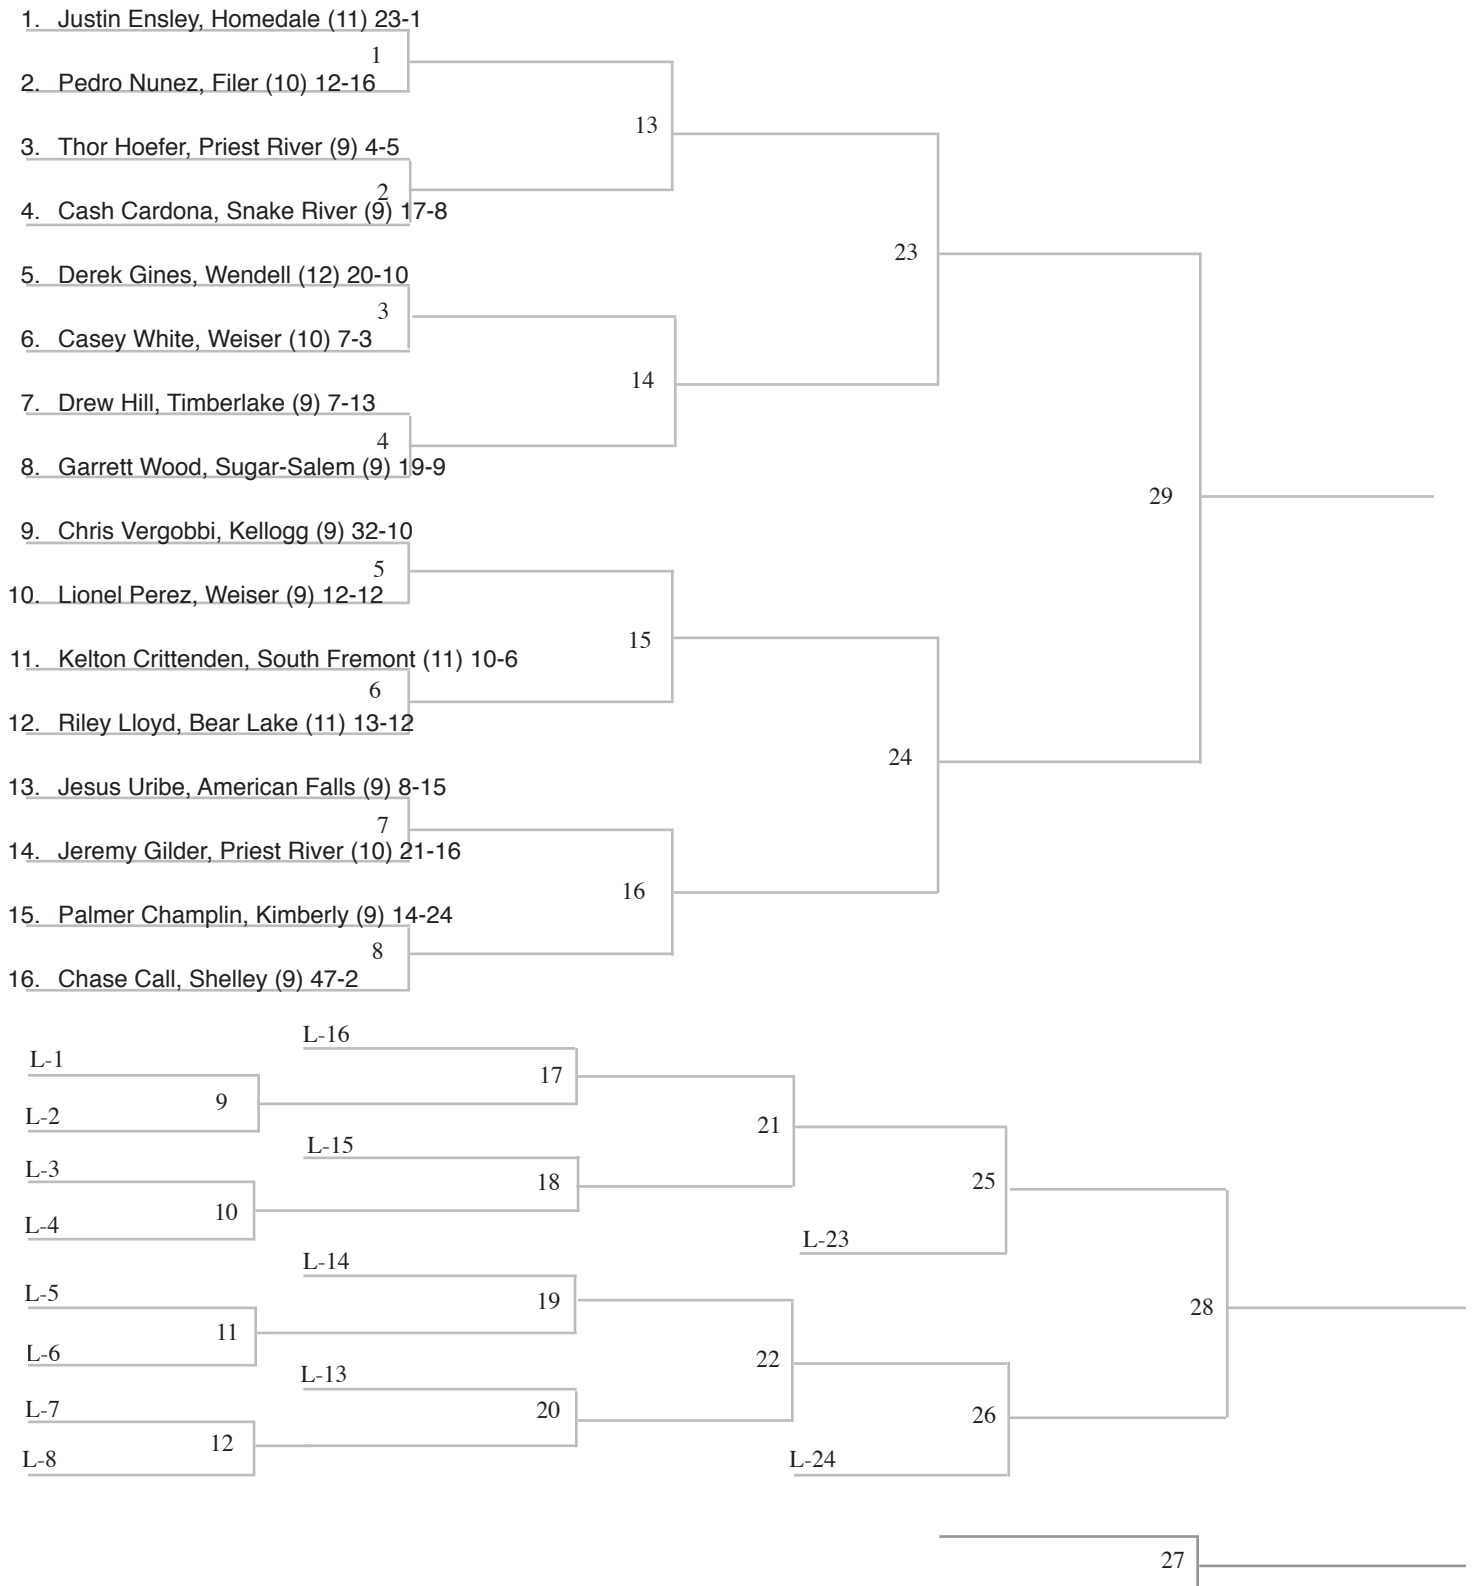 1. Justin Ensley, Homedale (11) 23-1
1
2. Pedro Nunez, Filer (10) 12-16
13
3. Thor Hoefer, Priest River (9) 4-5
2
4. Cash Cardona, Snake River (9) 17-8
23
5. Derek Gines, Wendell (12) 20-10
3
6. Casey White, Weiser (10) 7-3
14
7. Drew Hill, Timberlake (9) 7-13
4
8. Garrett Wood, Sugar-Salem (9) 19-9
29
9. Chris Vergobbi, Kellogg (9) 32-10
5
10. Lionel Perez, Weiser (9) 12-12
15
11. Kelton Crittenden, South Fremont (11) 10-6
6
12. Riley Lloyd, Bear Lake (11) 13-12
24
13. Jesus Uribe, American Falls (9) 8-15
7
14. Jeremy Gilder, Priest River (10) 21-16
16
15. Palmer Champlin, Kimberly (9) 14-24
8
16. Chase Call, Shelley (9) 47-2
L-16
L-1
17
9
L-2
21
L-15
L-3
18
25
10
L-4
L-23
L-14
L-5
19
28
11
L-6
22
L-13
L-7
20
26
12
L-8
L-24
27